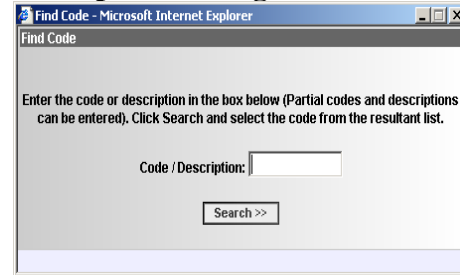 Find Code - Microsoft Internet Explorer
Find Code
Enter the code or description in the box below (Partial codes and descriptions
can be entered). Click Search and select the code from the resultant list.
Code / Description:
Search >>